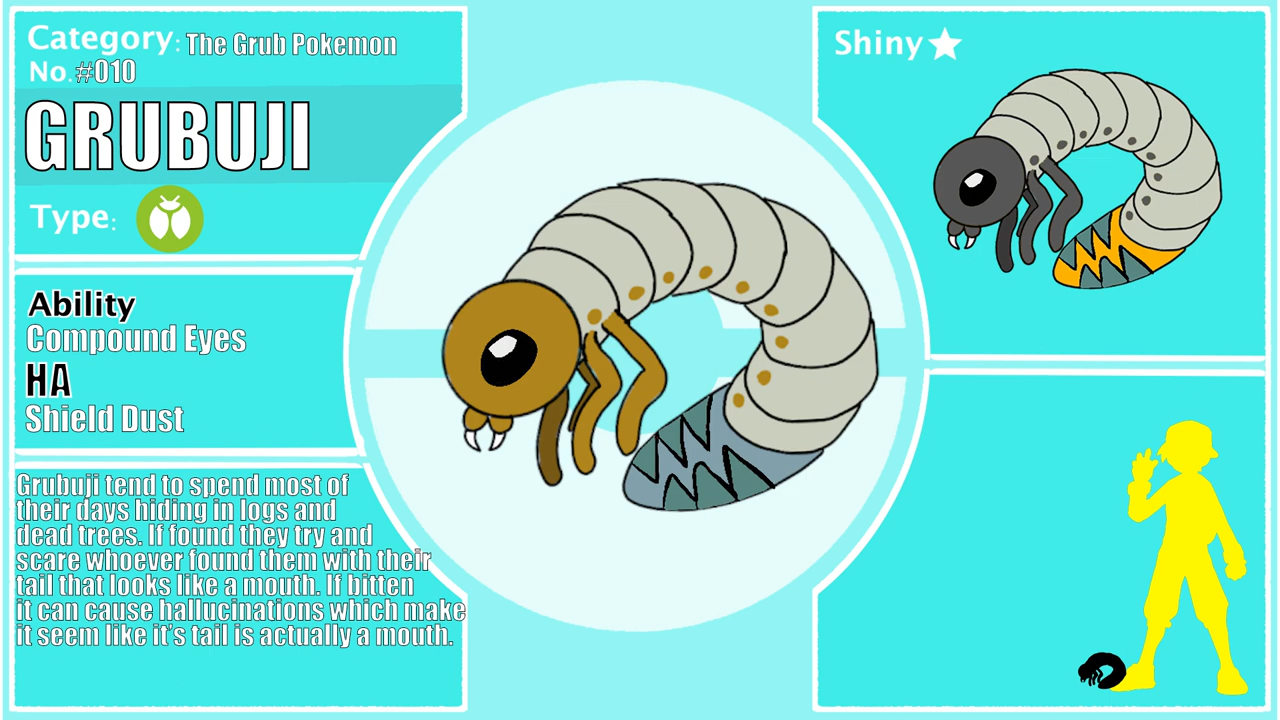 Category: The Grub Pokemon
No. #010
GRUBUJI
Type:
Ability
Compound Eyes
HA
Shield Dust
Grubuji tend to spend most of
their days hiding in logs and
dead trees. If found they try and
scare whoever found them with their
tail that looks like a mouth. If bitten
it can cause hallucinations which make
it seem like it's tail is actually a mouth.
Shiny